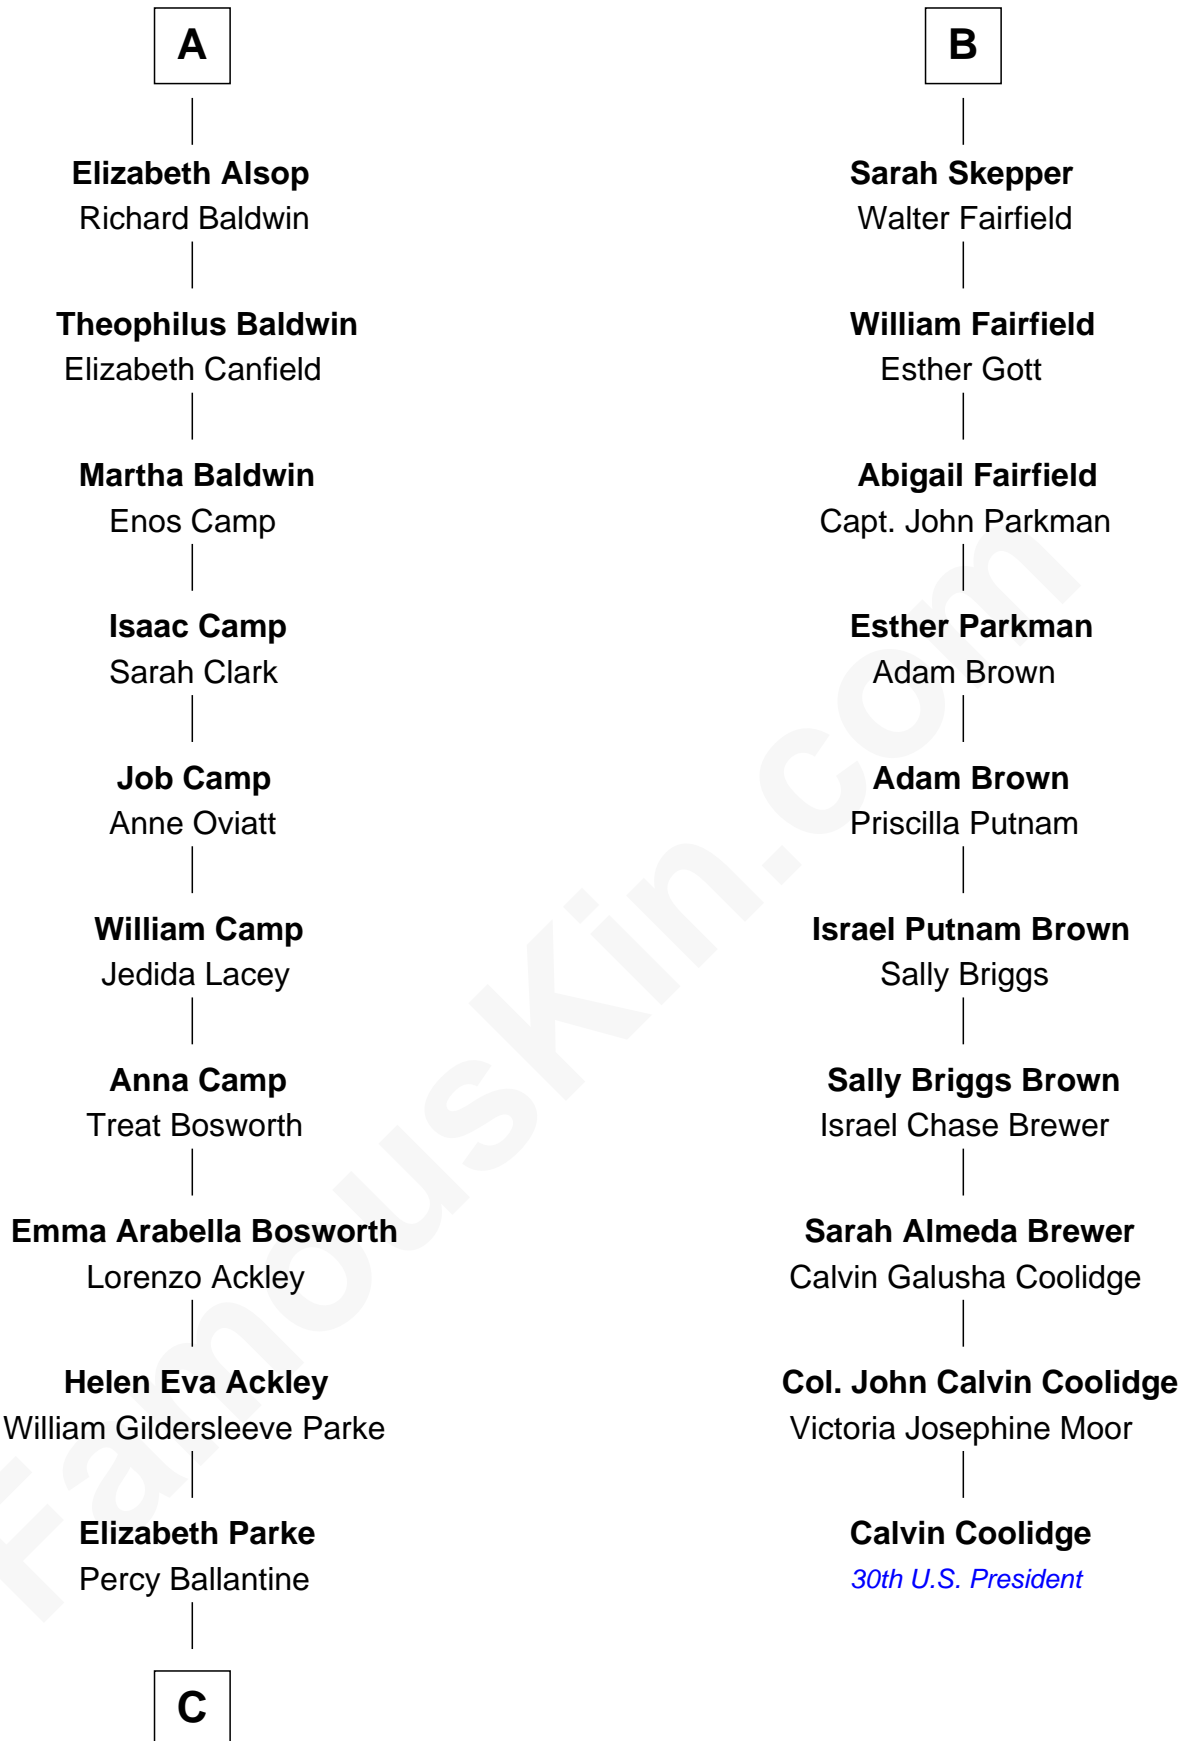 A
Elizabeth Alsop
Richard Baldwin
Theophilus Baldwin
Elizabeth Canfield
Martha Baldwin
Enos Camp
Isaac Camp
Sarah Clark
Job Camp
Anne Oviatt
William Camp
Jedida Lacey
Anna Camp
Treat Bosworth
Emma Arabella Bosworth
Lorenzo Ackley
Helen Eva Ackley
William Gildersleeve Parke
Elizabeth Parke
Percy Ballantine
C
B
Sarah Skepper
Walter Fairfield
William Fairfield
Esther Gott
Abigail Fairfield
Capt. John Parkman
Esther Parkman
Adam Brown
Adam Brown
Priscilla Putnam
Israel Putnam Brown
Sally Briggs
Sally Briggs Brown
Israel Chase Brewer
Sarah Almeda Brewer
Calvin Galusha Coolidge
Col. John Calvin Coolidge
Victoria Josephine Moor
Calvin Coolidge
30th U.S. President
FamousKin.com